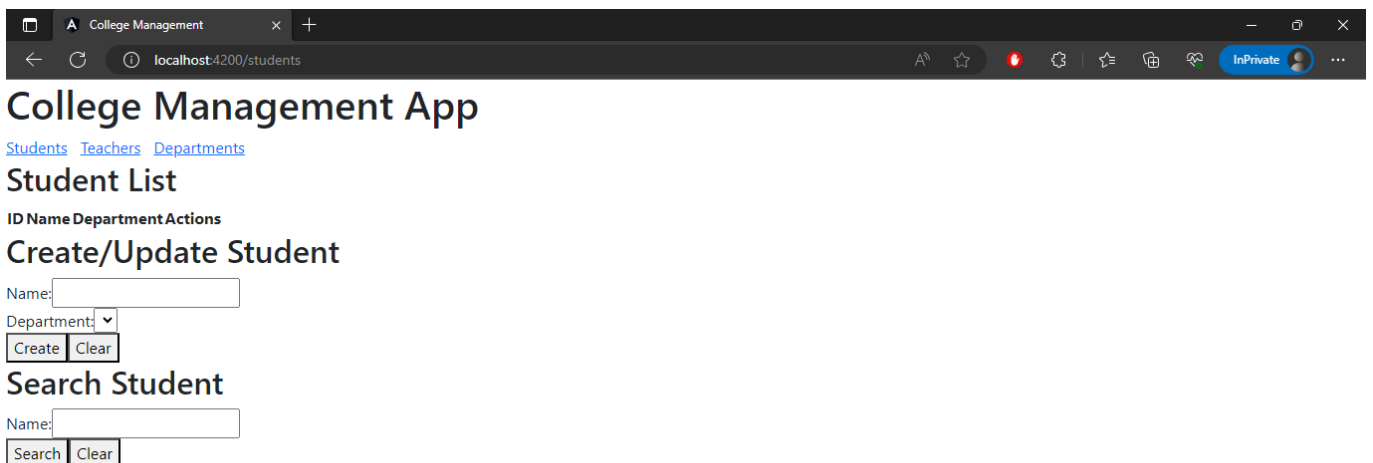 College Management
localhost:4200/students
InPrivate
College Management App
Students Teachers Departments
Student List
ID Name Department Actions
Create/Update Student
Name:
Department:
Create Clear
Search Student
Name:
Search Clear